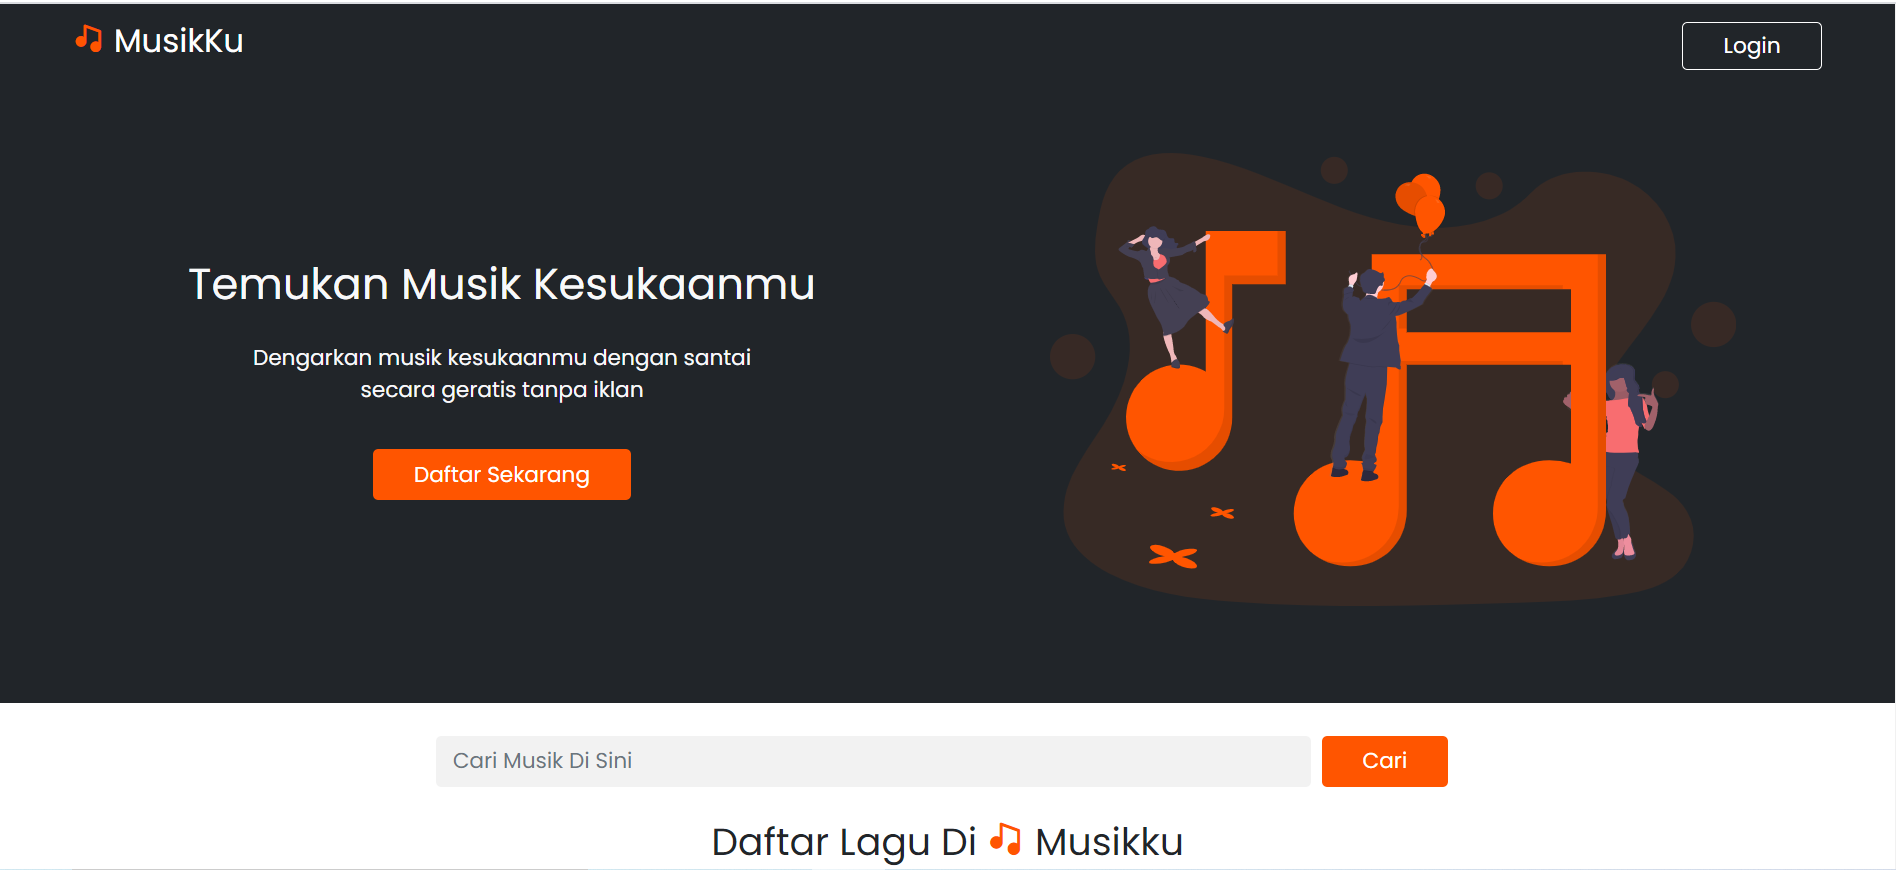 MusikKu
Login
Temukan Musik Kesukaanmu
Dengarkan musik kesukaanmu dengan santai
secara geratis tanpa iklan
Daftar Sekarang
Cari Musik Di Sini
Cari
Daftar Lagu Di Musikku